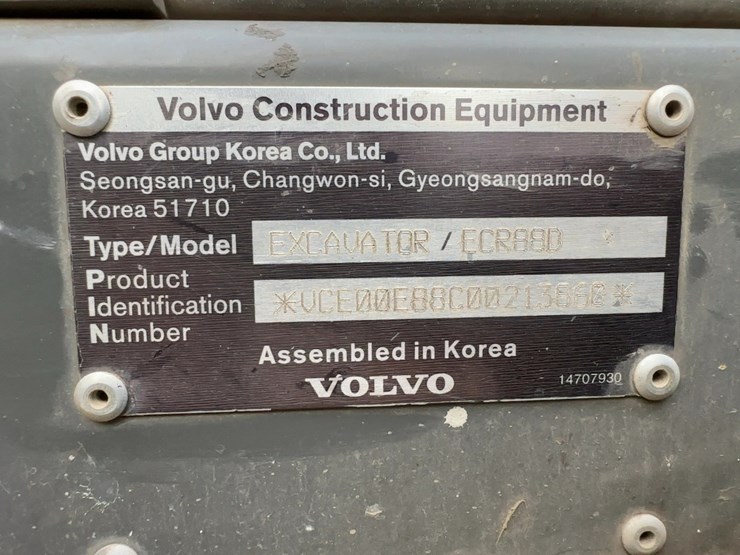 Volvo Construction Equipment
Volvo Group Korea Co., Ltd.
Seongsan-gu, Changwon-si, Gyeongsangnam-do,
Korea 51710
Type/Model EXCAVATOR / ECR88D
Product
Identification
Number
Assembled in Korea
VOLVO
14707930